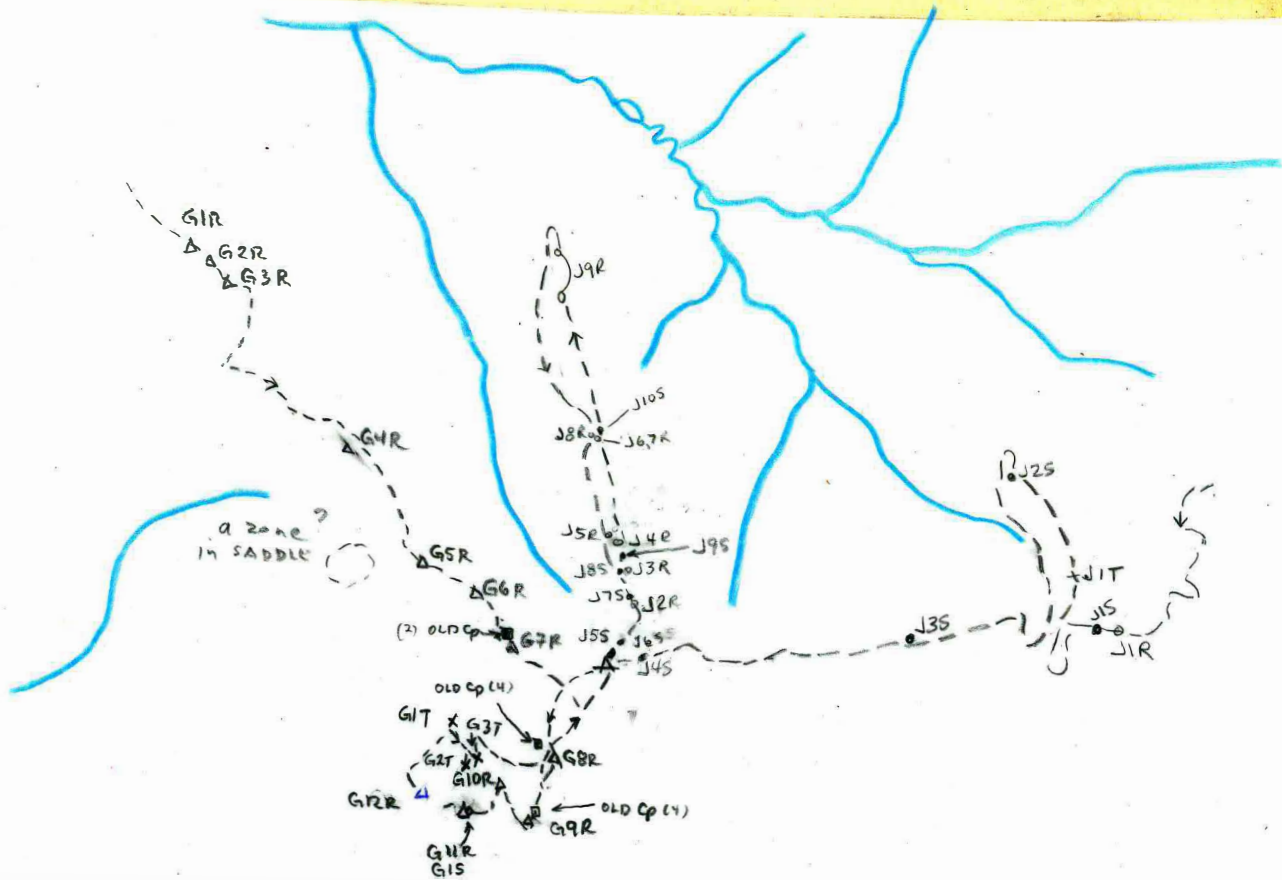 G1R
G2R
G3R
J9R
J10S
J8R
J6,7R
G4R
J2S
a zone ?
in SADDLE
J5R
J4R
J9S
G5R
J8S
J3R
J1T
G6R
J7S
J2R
J1S
(2) OLD Cp
G7R
J5S
J6S
J3S
J1R
J4S
OLD Cp (4)
G1T
G3T
G2T
G8R
G10R
G12R
OLD Cp (4)
G9R
G11R
G1S